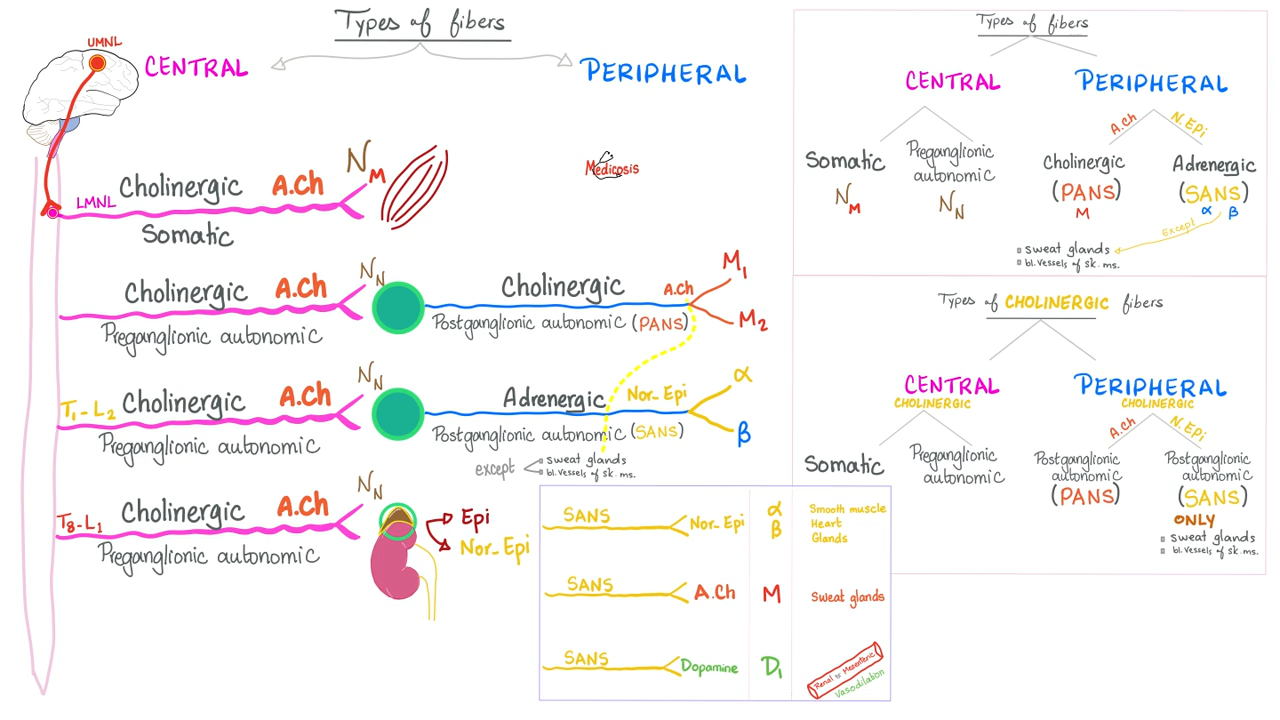 Types of fibers
UMNL
CENTRAL
PERIPHERAL
Medicosis
LMNL
Cholinergic A.Ch
NM
Somatic
Cholinergic A.Ch
NN
Preganglionic autonomic
Cholinergic A.Ch
M1
M2
Postganglionic autonomic (PANS)
T1-L2 Cholinergic A.Ch
NN
Preganglionic autonomic
Adrenergic Nor-Epi
α
β
Postganglionic autonomic (SANS)
except
sweat glands
bl. vessels of sk. ms.
T8-L1 Cholinergic A.Ch
NN
Preganglionic autonomic
Epi
Nor-Epi
SANS Nor-Epi
α
β
Smooth muscle
Heart
Glands
SANS A.Ch M Sweat glands
SANS Dopamine D1
Renal & Mesenteric
Vasodilation
Types of fibers
CENTRAL
PERIPHERAL
A.Ch
N.Epi
Somatic
NM
Preganglionic
autonomic
NN
Cholinergic
(PANS)
M
Adrenergic
(SANS)
α β
Except
sweat glands
bl. vessels of sk. ms.
Types of CHOLINERGIC fibers
CENTRAL
CHOLINERGIC
PERIPHERAL
CHOLINERGIC
A.Ch
N.Epi
Somatic
Preganglionic
autonomic
Postganglionic
autonomic
(PANS)
Postganglionic
autonomic
(SANS)
ONLY
sweat glands
bl. vessels of sk. ms.